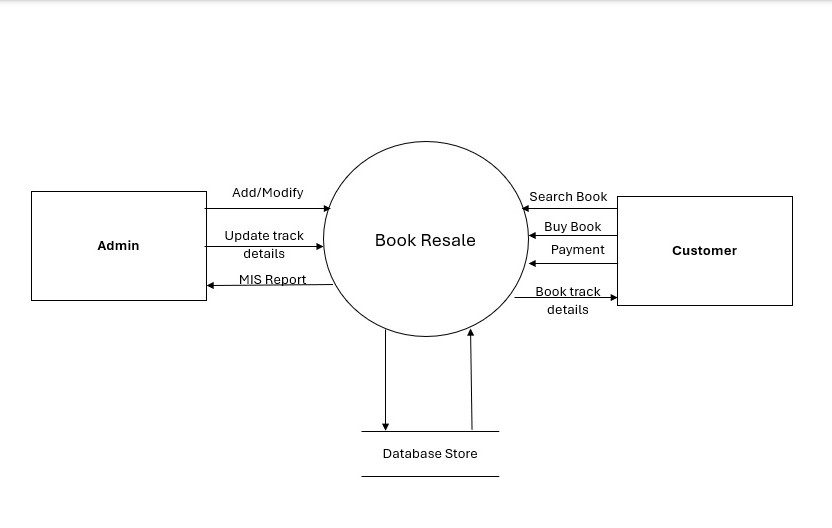 Add/Modify
Search Book
Buy Book
Update track
details
Book Resale
Admin
Payment
Customer
MIS Report
Book track
details
Database Store